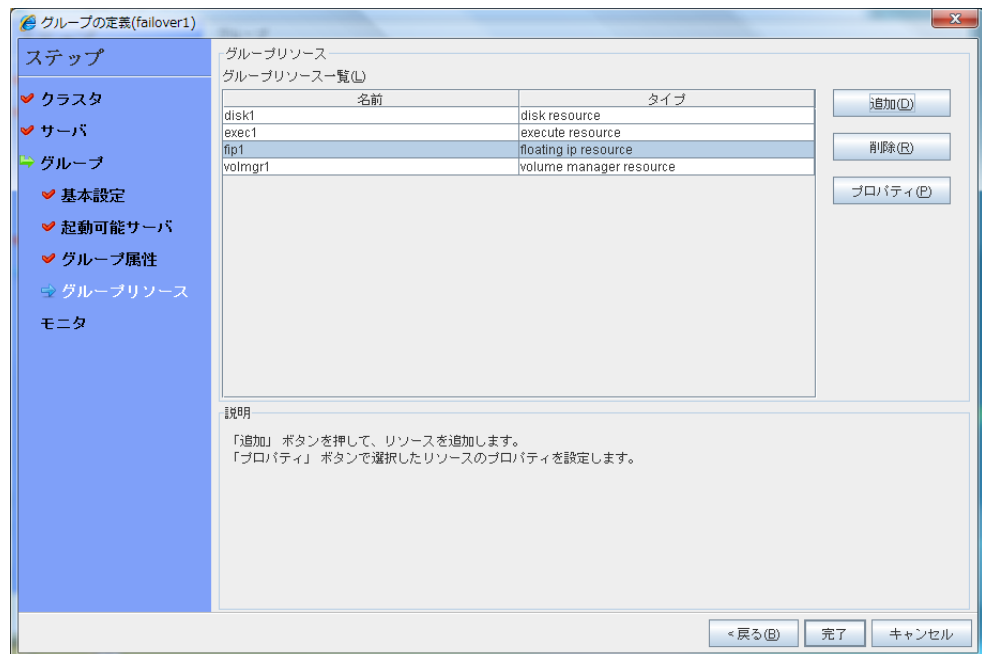 グループの定義(failover1)
ステップ
クラスタ
サーバ
グループ
基本設定
起動可能サーバ
グループ属性
グループリソース
モニタ
グループリソース
グループリソース一覧(L)
名前 タイプ
disk1 disk resource
exec1 execute resource
fip1 floating ip resource
volmgr1 volume manager resource
追加(D)
削除(R)
プロパティ(P)
説明
「追加」 ボタンを押して、リソースを追加します。
「プロパティ」 ボタンで選択したリソースのプロパティを設定します。
<戻る(B) 完了 キャンセル